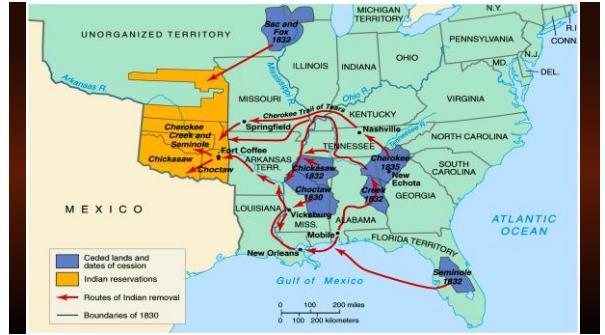 MICHIGAN
TERRITORY
N.Y.
Sac and
Fox
1832
UNORGANIZED TERRITORY
PENNSYLVANIA
R.I.
CONN
N.J.
ILLINOIS
INDIANA
OHIO
MD.
DEL.
Mississippi R.
Arkansas R.
Ohio R.
MISSOURI
VIRGINIA
KENTUCKY
Cherokee Trail of Tears
Springfield
Nashville
Tennessee R.
NORTH CAROLINA
Cherokee
Creek and
Seminole
Fort Coffee
TENNESSEE
Chickasaw
Choctaw
ARKANSAS
TERR.
Chickasaw
1832
Cherokee
1835
New
Echota
SOUTH
CAROLINA
Choctaw
1830
Creek
1832
GEORGIA
MEXICO
LOUISIANA
Vicksburg
MISS.
ALABAMA
ATLANTIC
OCEAN
Mobile
FLORIDA TERRITORY
New Orleans
Seminole
1832
Gulf of Mexico
Ceded lands and
dates of cession
Indian reservations
Routes of Indian removal
Boundaries of 1830
0 100 200 miles
0 100 200 kilometers